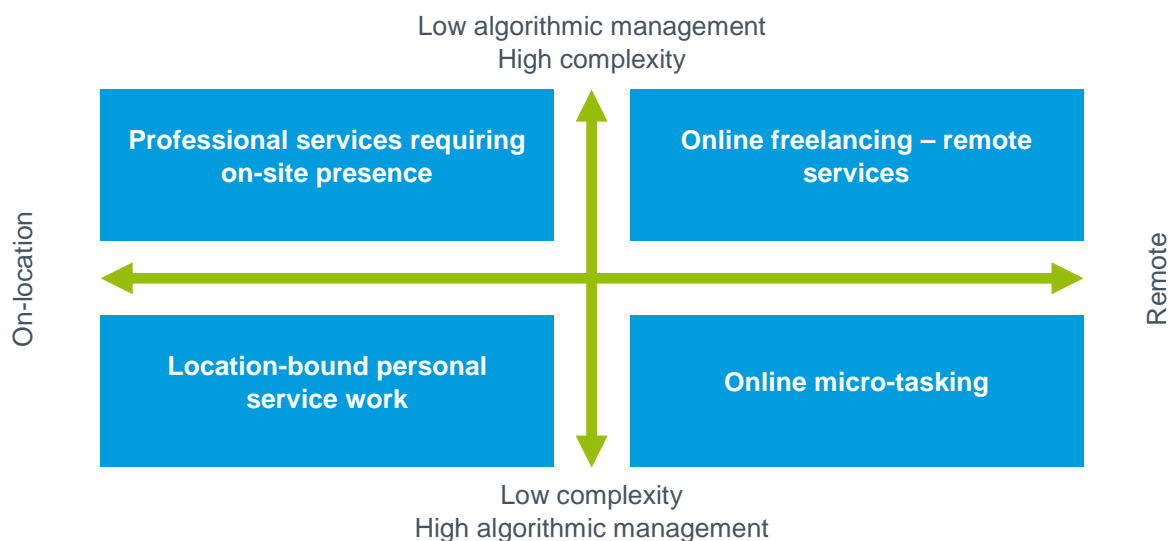 Low algorithmic management
High complexity
Professional services requiring
on-site presence
Online freelancing – remote
services
On-location
Remote
Location-bound personal
service work
Online micro-tasking
Low complexity
High algorithmic management